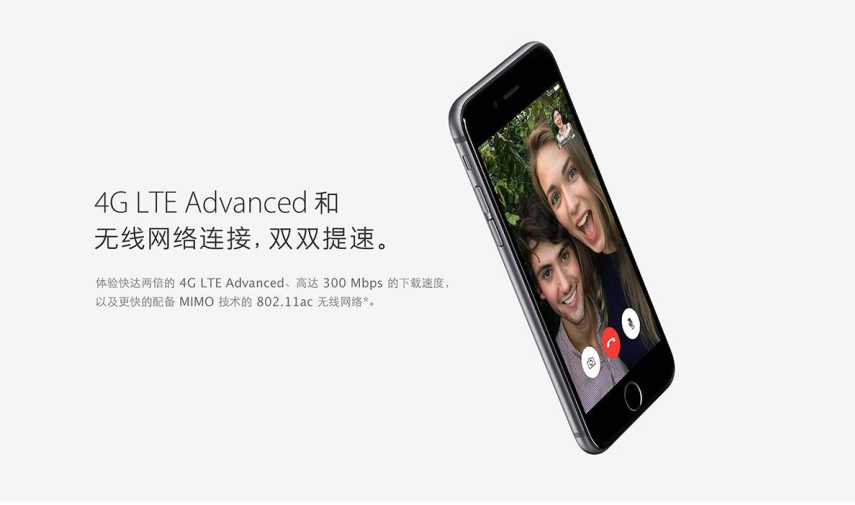 4G LTE Advanced 和
无线网络连接，双双提速。
体验快达两倍的 4G LTE Advanced、高达 300 Mbps 的下载速度，
以及更快的配备 MIMO 技术的 802.11ac 无线网络*。